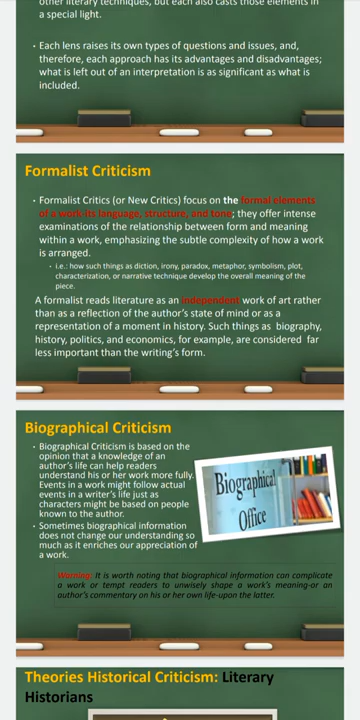 other literary techniques, but each also casts those elements in
a special light.
• Each lens raises its own types of questions and issues, and,
therefore, each approach has its advantages and disadvantages;
what is left out of an interpretation is as significant as what is
included.
Formalist Criticism
• Formalist Critics (or New Critics) focus on the formal elements
of a work-its language, structure, and tone; they offer intense
examinations of the relationship between form and meaning
within a work, emphasizing the subtle complexity of how a work
is arranged.
• i.e.: how such things as diction, irony, paradox, metaphor, symbolism, plot,
characterization, or narrative technique develop the overall meaning of the
piece.
A formalist reads literature as an independent work of art rather
than as a reflection of the author's state of mind or as a
representation of a moment in history. Such things as biography,
history, politics, and economics, for example, are considered far
less important than the writing's form.
Biographical Criticism
• Biographical Criticism is based on the
opinion that a knowledge of an
author's life can help readers
understand his or her work more fully.
Events in a work might follow actual
events in a writer's life just as
characters might be based on people
known to the author.
• Sometimes biographical information
does not change our understanding so
much as it enriches our appreciation of
a work.
Biographical
Office
Warning: It is worth noting that biographical information can complicate
a work or tempt readers to unwisely shape a work's meaning-or an
author's commentary on his or her own life-upon the latter.
Theories Historical Criticism: Literary
Historians